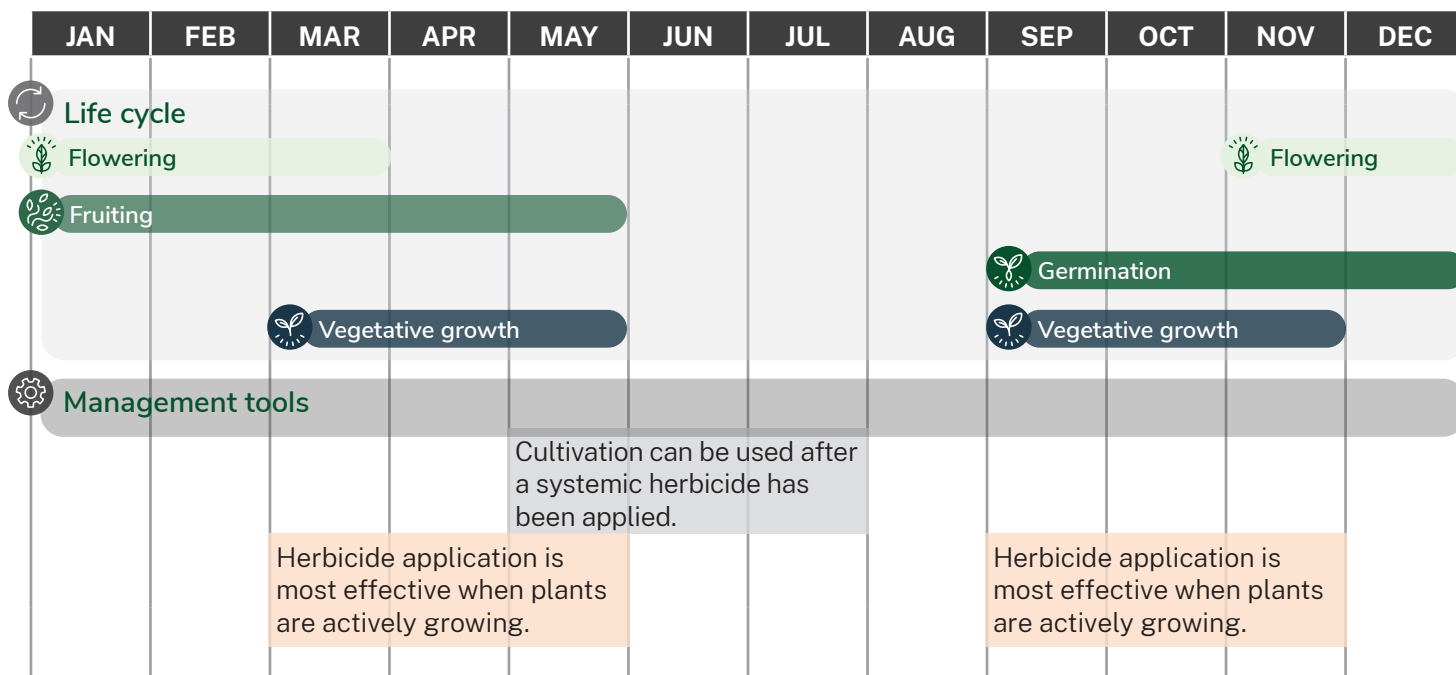 JAN FEB MAR APR MAY JUN JUL AUG SEP OCT NOV DEC
Life cycle
Flowering Flowering
Fruiting
Germination
Vegetative growth Vegetative growth
Management tools
Cultivation can be used after
a systemic herbicide has
been applied.
Herbicide application is
most effective when plants
are actively growing.
Herbicide application is
most effective when plants
are actively growing.